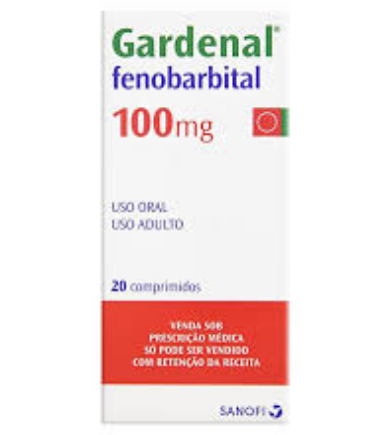 Gardenal®
fenobarbital
100mg
USO ORAL
USO ADULTO
20 comprimidos
VENDA SOB
PRESCRIÇÃO MÉDICA
SÓ PODE SER VENDIDO
COM RETENÇÃO DA RECEITA
SANOFI